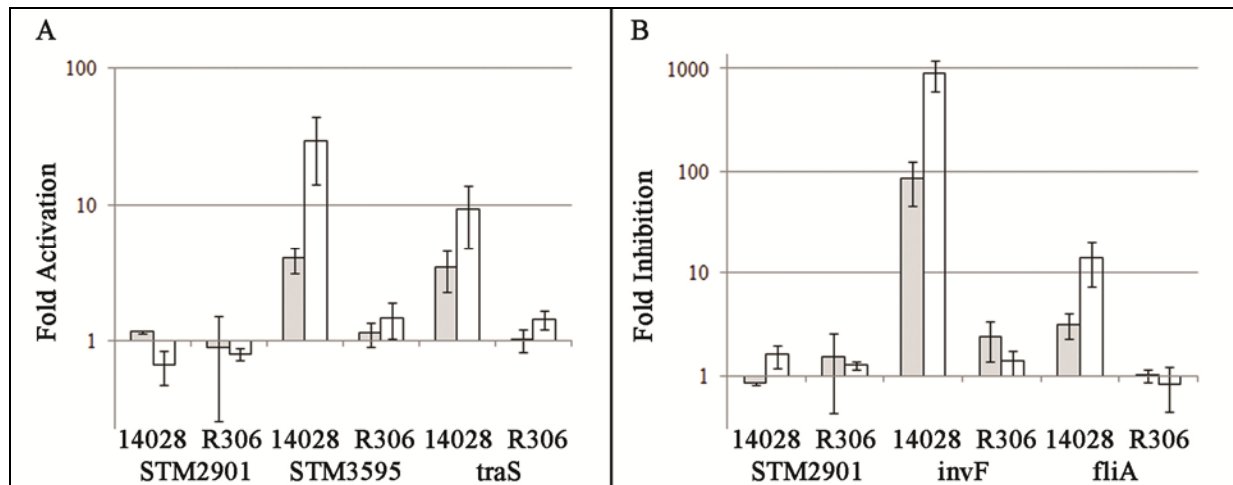 A
Fold Activation
100
10
1
14028 R306 14028 R306 14028 R306
STM2901 STM3595 traS
B
Fold Inhibition
1000
100
10
1
14028 R306 14028 R306 14028 R306
STM2901 invF fliA